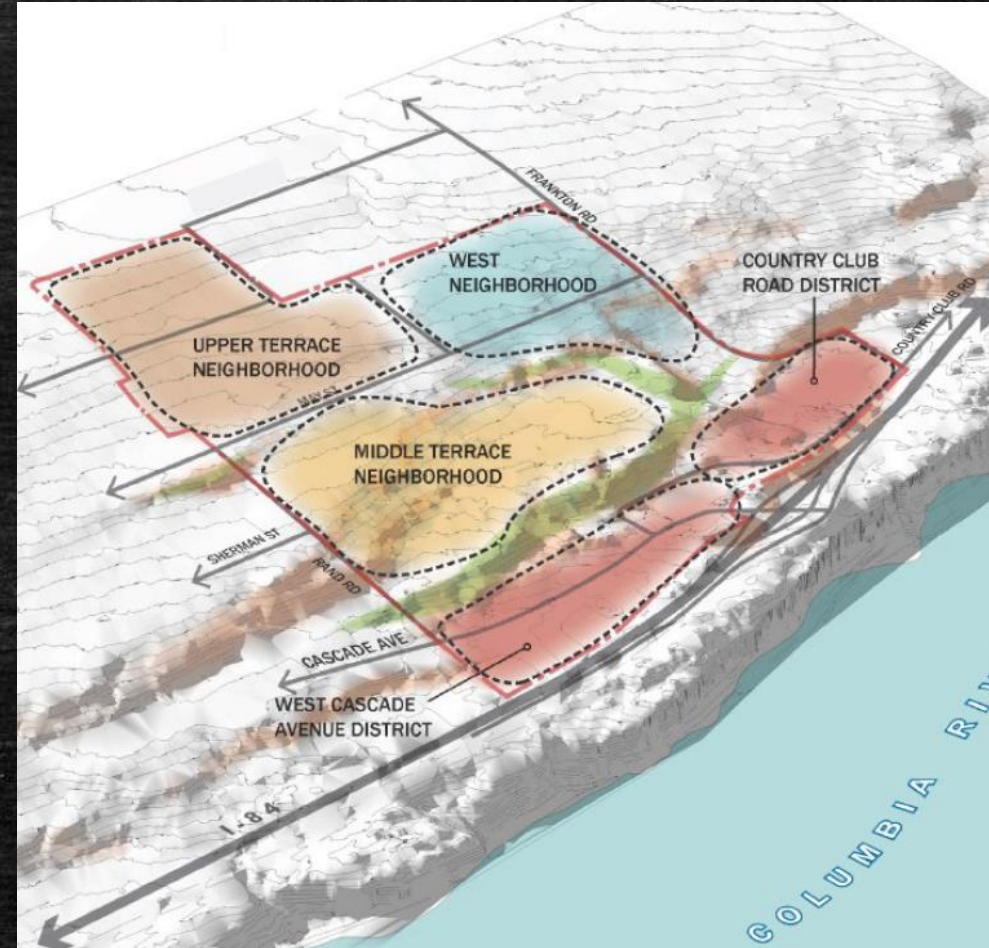 FRANKTON RD
WEST
NEIGHBORHOOD
COUNTRY CLUB
ROAD DISTRICT
COUNTRY CLUB RD
UPPER TERRACE
NEIGHBORHOOD
MAY ST
MIDDLE TERRACE
NEIGHBORHOOD
SHERMAN ST
RAND RD
CASCADE AVE
WEST CASCADE
AVENUE DISTRICT
I-84
COLUMBIA RIV